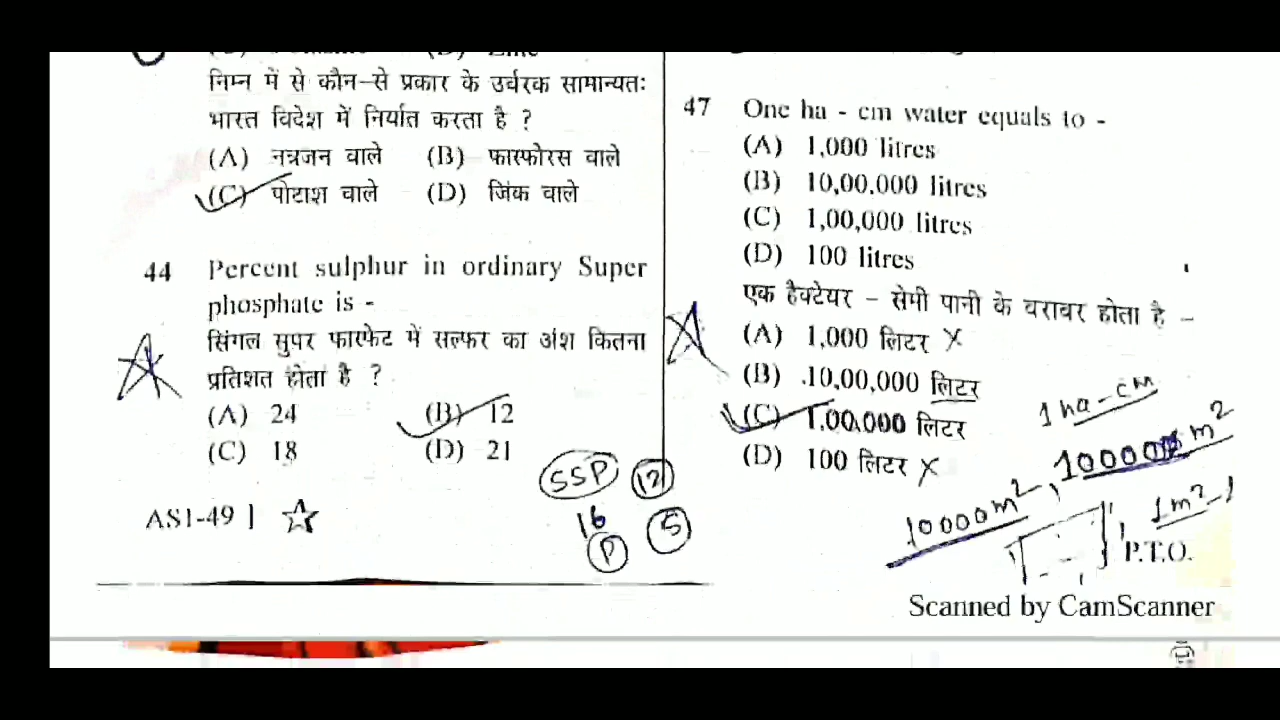 निम्न में से कौन-से प्रकार के उर्वरक सामान्यतः
भारत विदेश में निर्यात करता है ?
(A) नत्रजन वाले (B) फास्फोरस वाले
(C) पोटाश वाले (D) जिंक वाले
44 Percent sulphur in ordinary Super
phosphate is -
सिंगल सुपर फास्फेट में सल्फर का अंश कितना
प्रतिशत होता है ?
(A) 24 (B) 12
(C) 18 (D) 21
SSP 12
16 P S
AS1-49 ]
47 One ha - cm water equals to -
(A) 1,000 litres
(B) 10,00,000 litres
(C) 1,00,000 litres
(D) 100 litres
एक हैक्टेयर - सेमी पानी के बराबर होता है -
(A) 1,000 लिटर X
(B) 10,00,000 लिटर
(C) 1,00,000 लिटर
(D) 100 लिटर X
1 ha-cm
10000 m²
10000m²
1m²-1
P.T.O.
Scanned by CamScanner